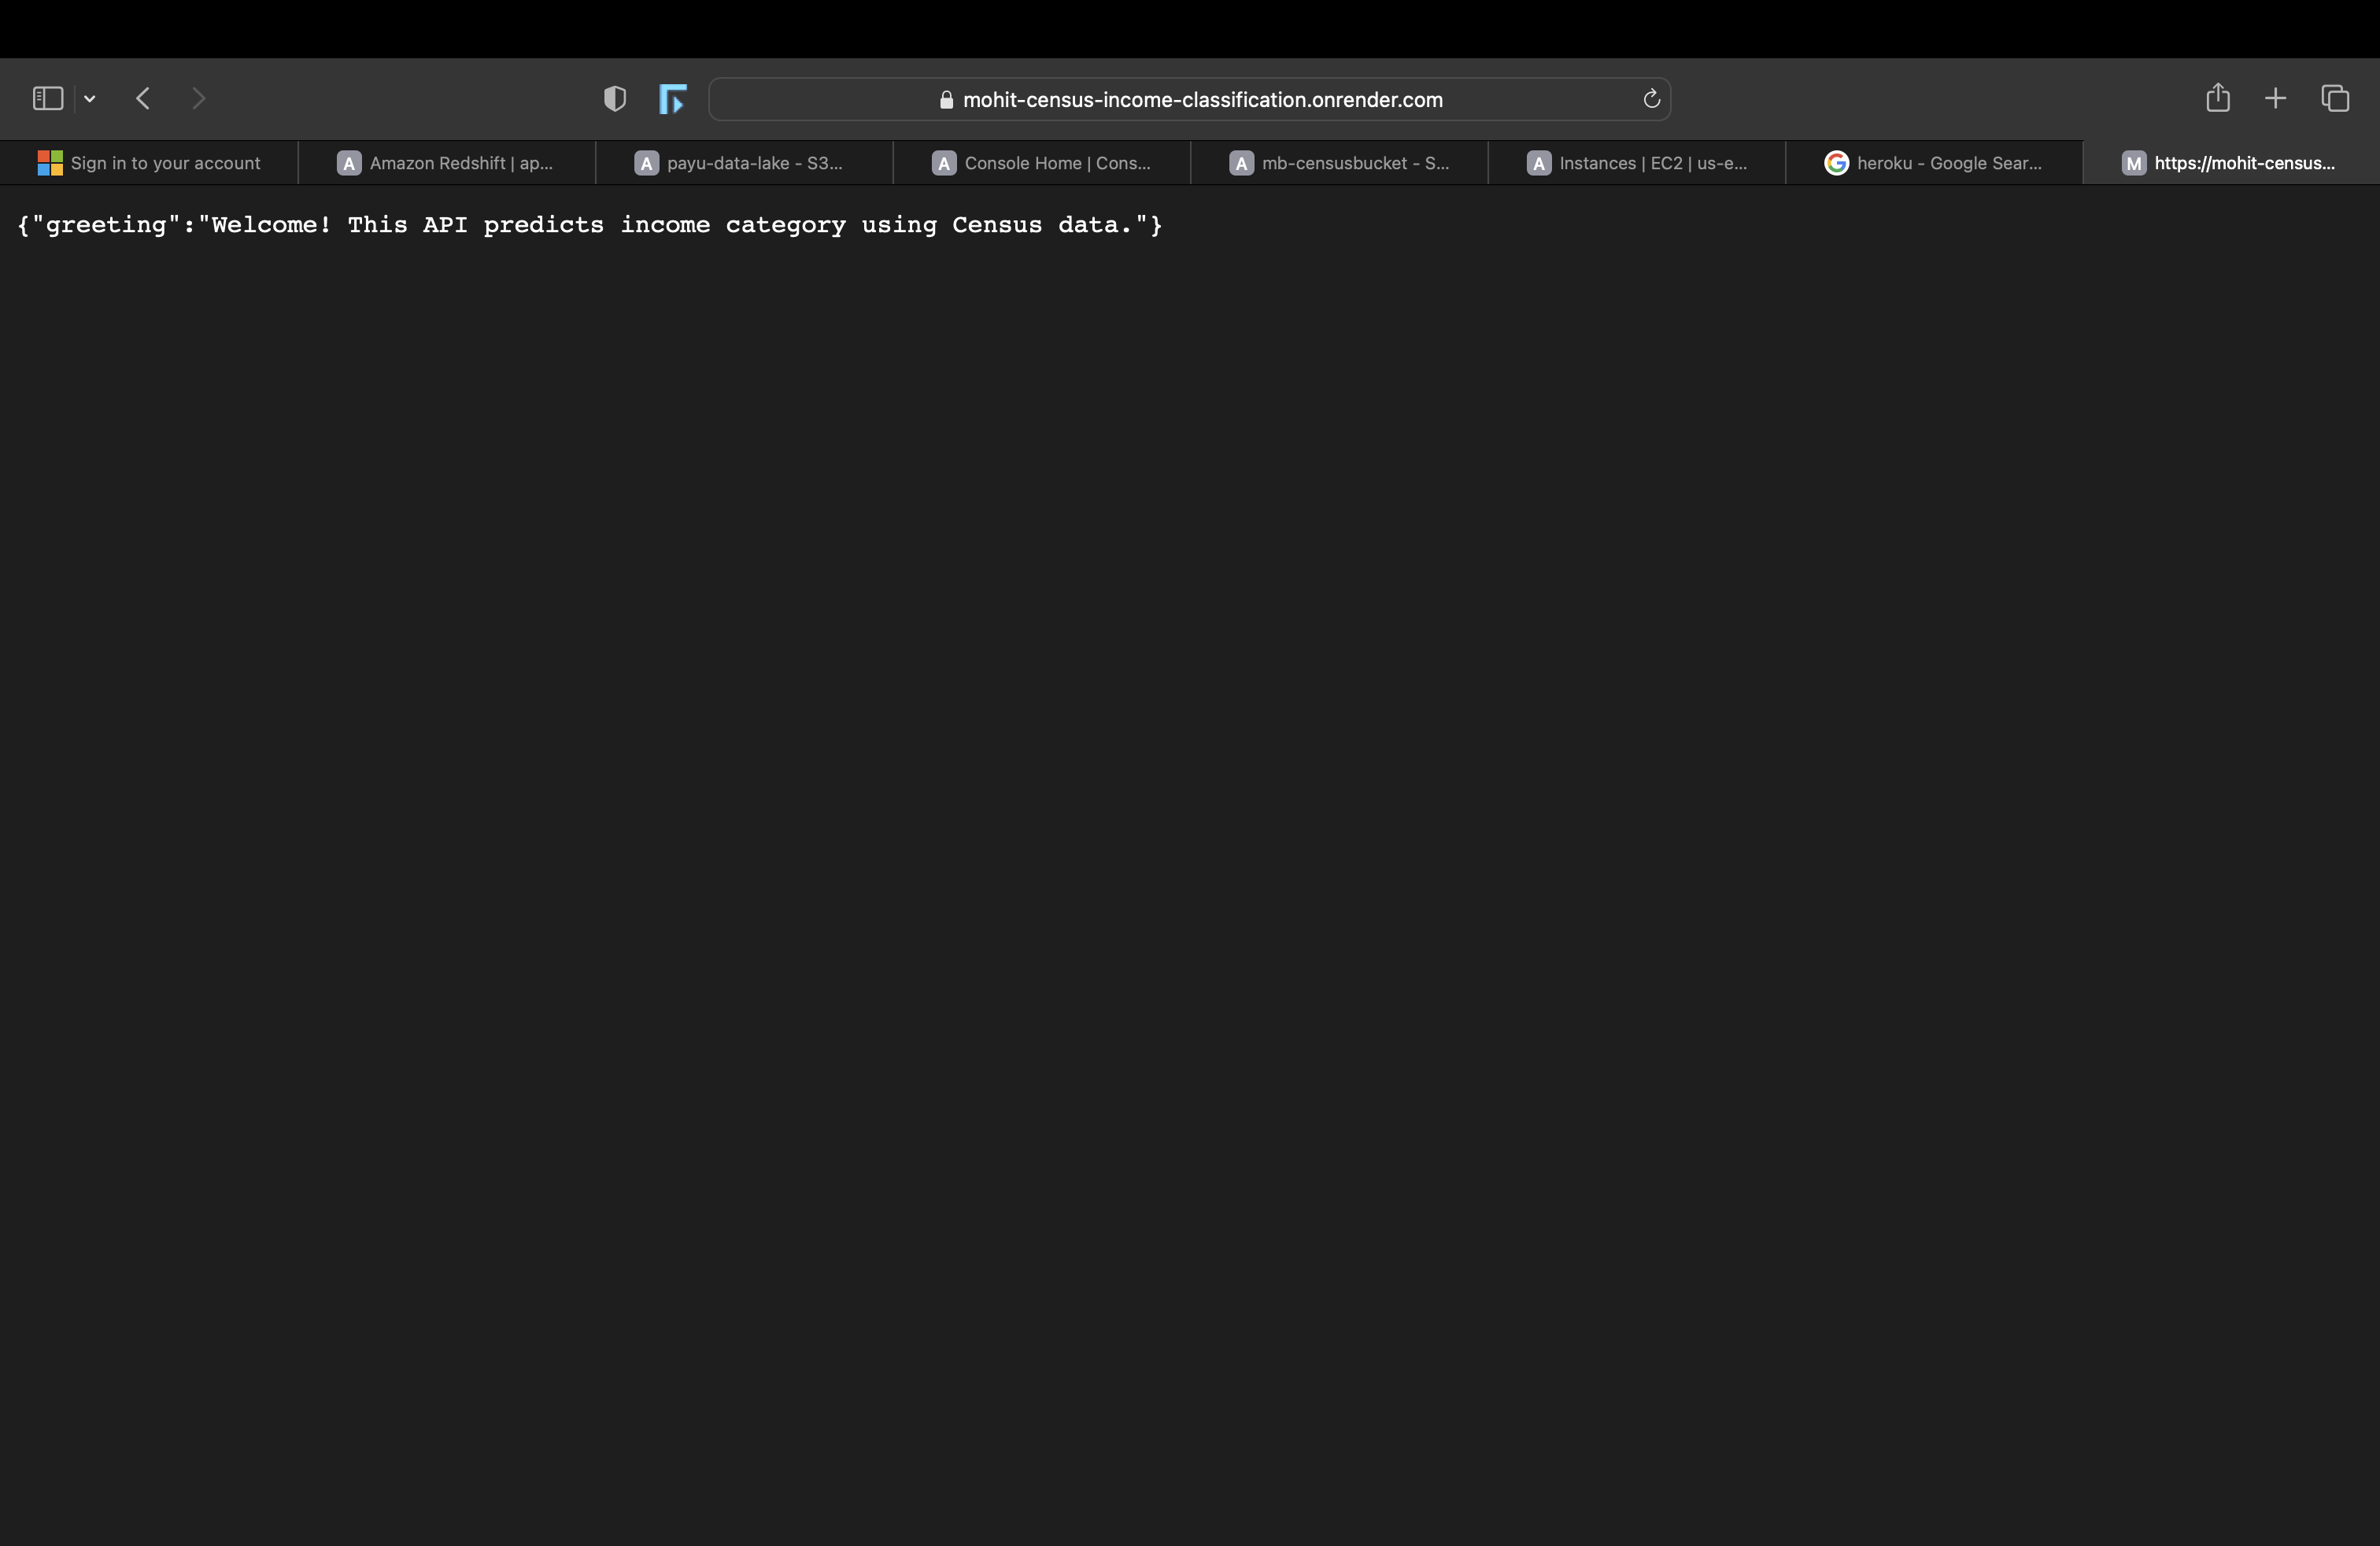 mohit-census-income-classification.onrender.com
Sign in to your account
A Amazon Redshift | ap...
A payu-data-lake - S3...
A Console Home | Cons...
A mb-censusbucket - S...
A Instances | EC2 | us-e...
G heroku - Google Sear...
M https://mohit-census...
{"greeting":"Welcome! This API predicts income category using Census data."}